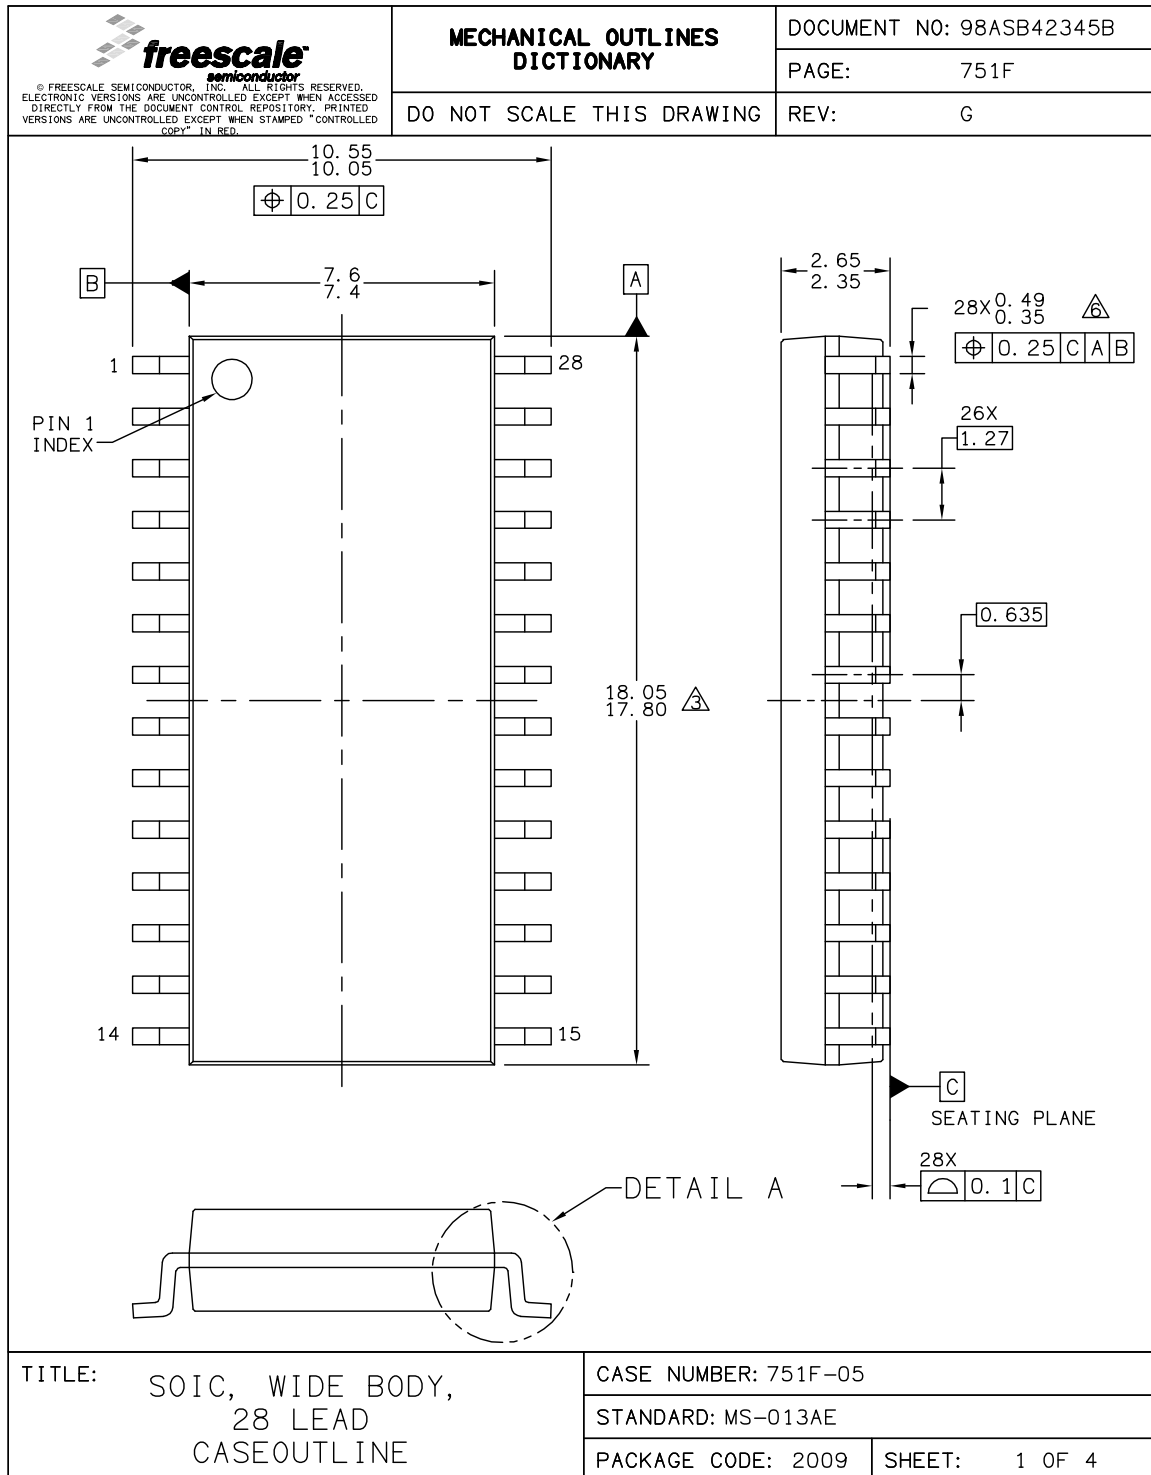 freescale™
semiconductor
© FREESCALE SEMICONDUCTOR, INC. ALL RIGHTS RESERVED.
ELECTRONIC VERSIONS ARE UNCONTROLLED EXCEPT WHEN ACCESSED
DIRECTLY FROM THE DOCUMENT CONTROL REPOSITORY. PRINTED
VERSIONS ARE UNCONTROLLED EXCEPT WHEN STAMPED "CONTROLLED
COPY" IN RED.
MECHANICAL OUTLINES
DICTIONARY
DO NOT SCALE THIS DRAWING
DOCUMENT NO: 98ASB42345B
PAGE: 751F
REV: G
10.55
10.05
⌖ 0.25 C
B
7.6
7.4
A
2.65
2.35
28X 0.49
0.35
6
⌖ 0.25 C A B
1
28
PIN 1
INDEX
26X
1.27
0.635
18.05
17.80
3
14
15
C
SEATING PLANE
28X
⌓ 0.1 C
DETAIL A
TITLE:
SOIC, WIDE BODY,
28 LEAD
CASEOUTLINE
CASE NUMBER: 751F-05
STANDARD: MS-013AE
PACKAGE CODE: 2009
SHEET: 1 OF 4